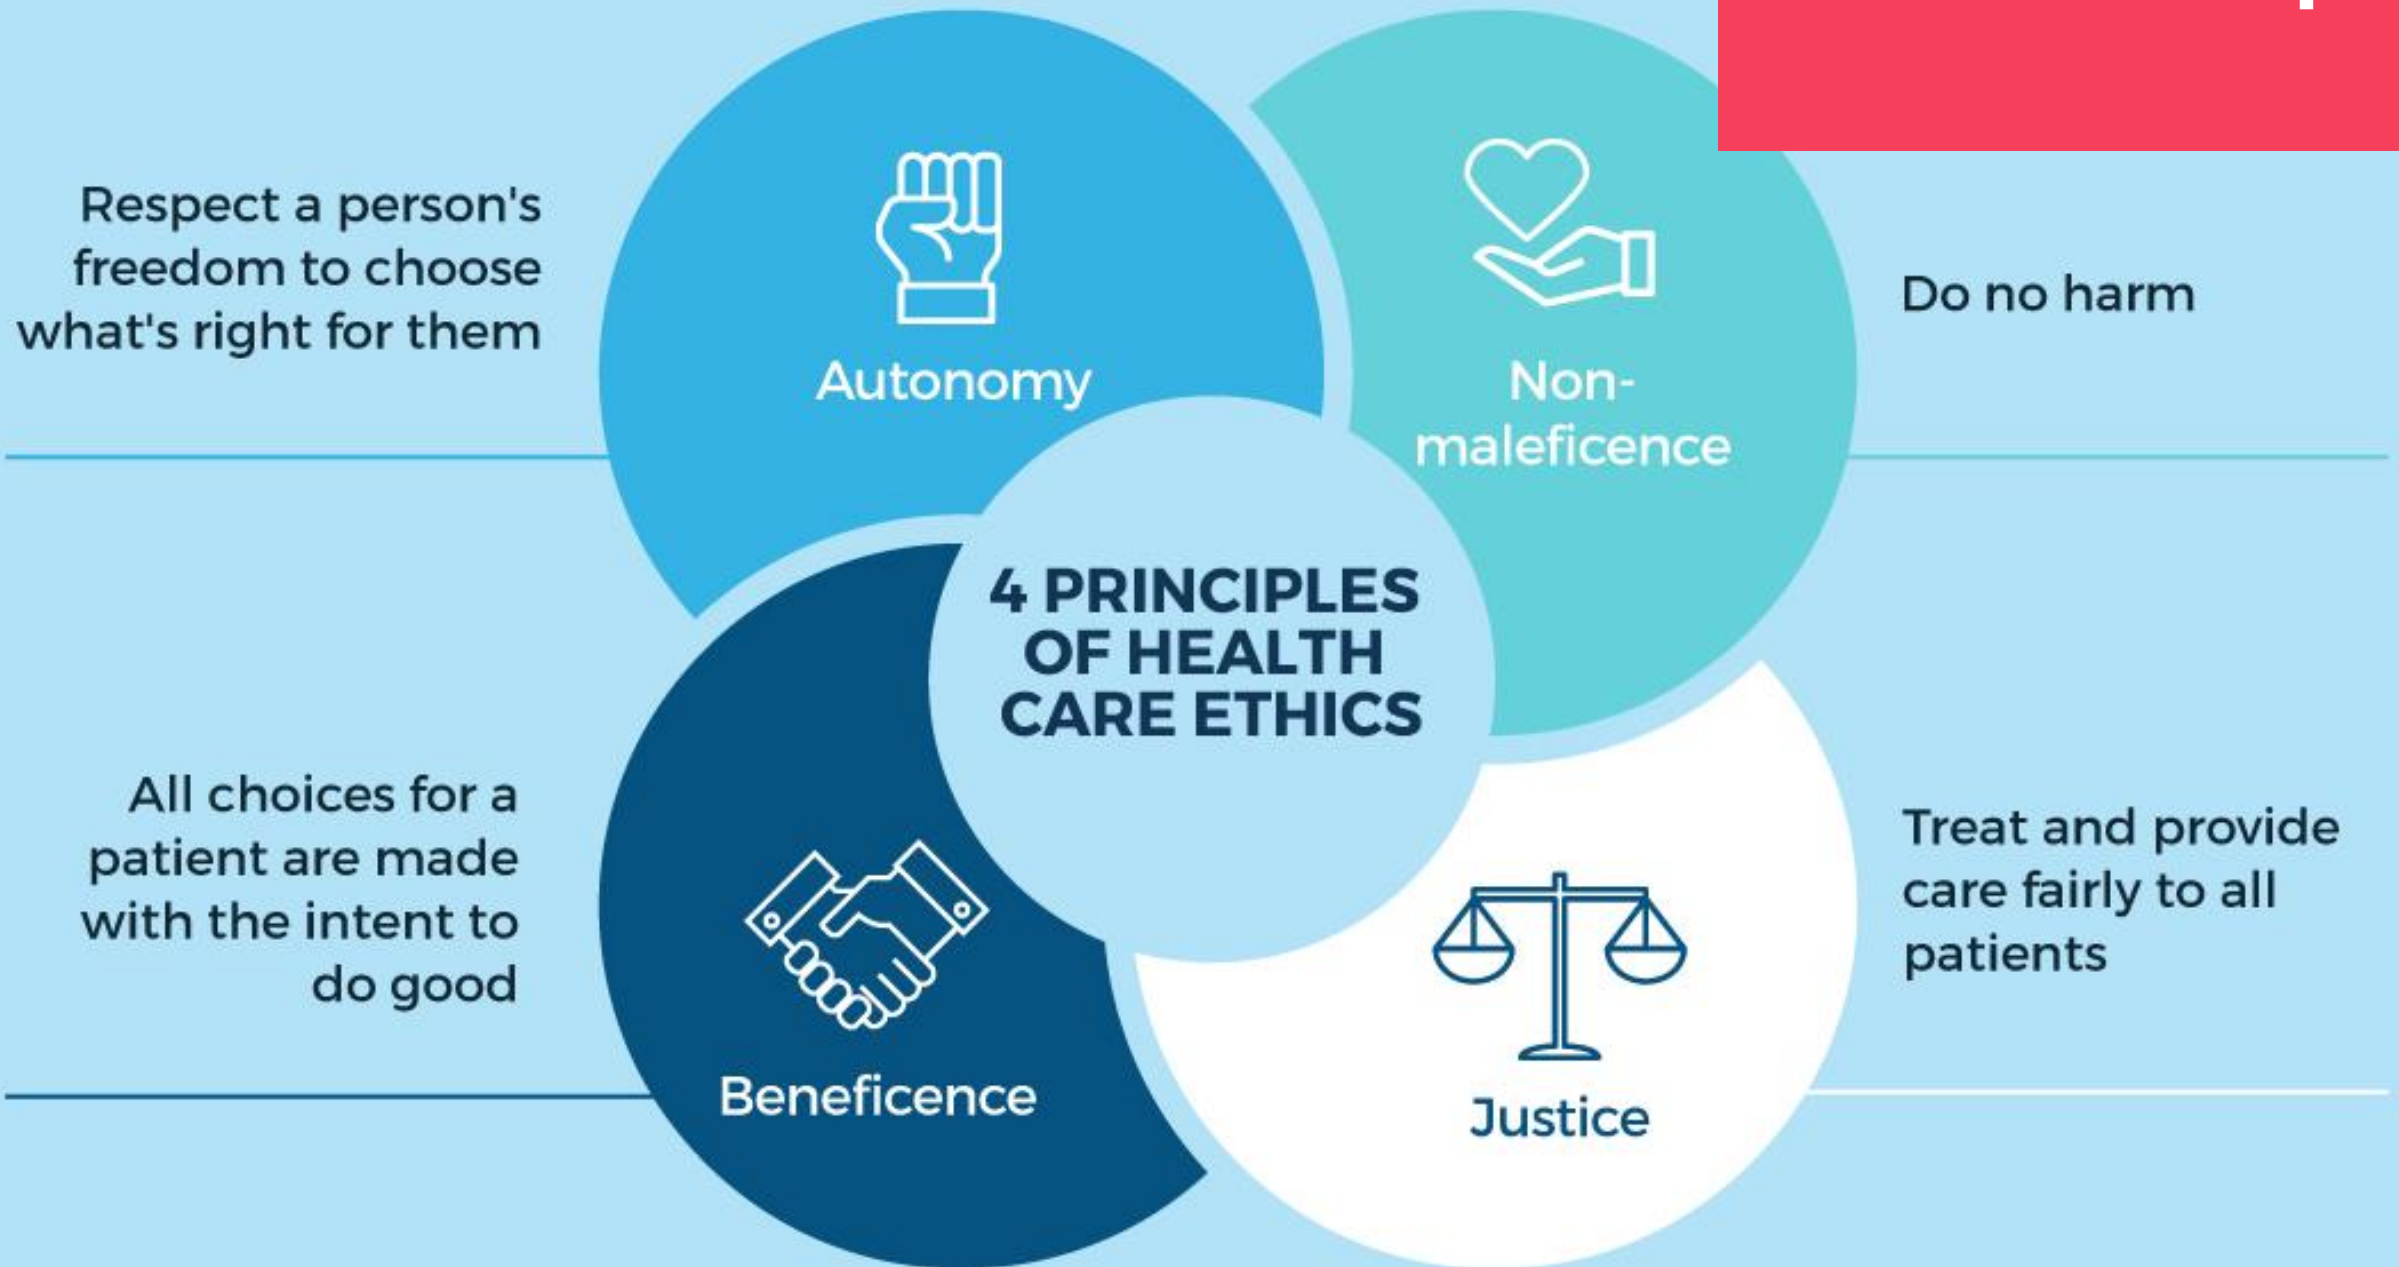 Respect a person's
freedom to choose
what's right for them
Autonomy
Non-
maleficence
Do no harm
4 PRINCIPLES
OF HEALTH
CARE ETHICS
All choices for a
patient are made
with the intent to
do good
Beneficence
Justice
Treat and provide
care fairly to all
patients